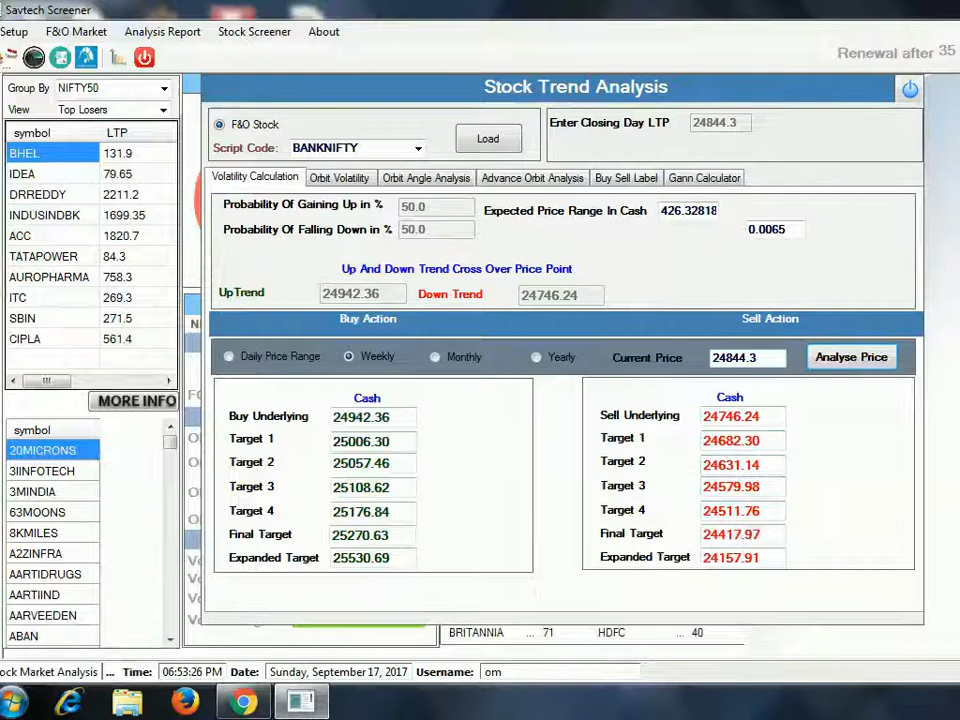 Savtech Screener
Setup F&O Market Analysis Report Stock Screener About
Renewal after 35
Group By NIFTY50
View Top Losers
symbol LTP
BHEL 131.9
IDEA 79.65
DRREDDY 2211.2
INDUSINDBK 1699.35
ACC 1820.7
TATAPOWER 84.3
AUROPHARMA 758.3
ITC 269.3
SBIN 271.5
CIPLA 561.4
MORE INFO
symbol
20MICRONS
3IINFOTECH
3MINDIA
63MOONS
8KMILES
A2ZINFRA
AARTIDRUGS
AARTIIND
AARVEEDEN
ABAN
Stock Trend Analysis
F&O Stock
Script Code: BANKNIFTY
Load
Enter Closing Day LTP 24844.3
Volatility Calculation Orbit Volatility Orbit Angle Analysis Advance Orbit Analysis Buy Sell Label Gann Calculator
Probability Of Gaining Up in % 50.0 Expected Price Range In Cash 426.32818
Probability Of Falling Down in % 50.0 0.0065
Up And Down Trend Cross Over Price Point
UpTrend 24942.36 Down Trend 24746.24
Buy Action Sell Action
Daily Price Range Weekly Monthly Yearly Current Price 24844.3 Analyse Price
Cash
Buy Underlying 24942.36
Target 1 25006.30
Target 2 25057.46
Target 3 25108.62
Target 4 25176.84
Final Target 25270.63
Expanded Target 25530.69
Cash
Sell Underlying 24746.24
Target 1 24682.30
Target 2 24631.14
Target 3 24579.98
Target 4 24511.76
Final Target 24417.97
Expanded Target 24157.91
BRITANNIA ... 71 HDFC ... 40
ock Market Analysis ... Time: 06:53:26 PM Date: Sunday, September 17, 2017 Username: om